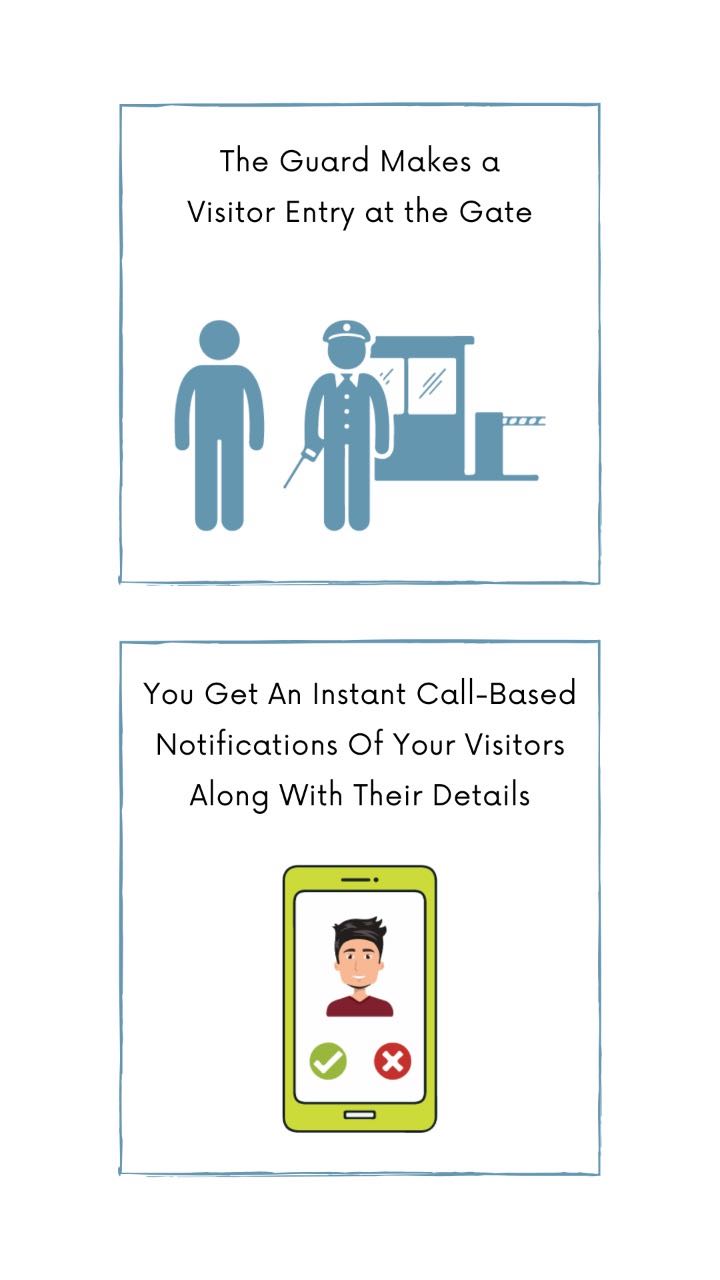 The Guard Makes a
Visitor Entry at the Gate
You Get An Instant Call-Based
Notifications Of Your Visitors
Along With Their Details